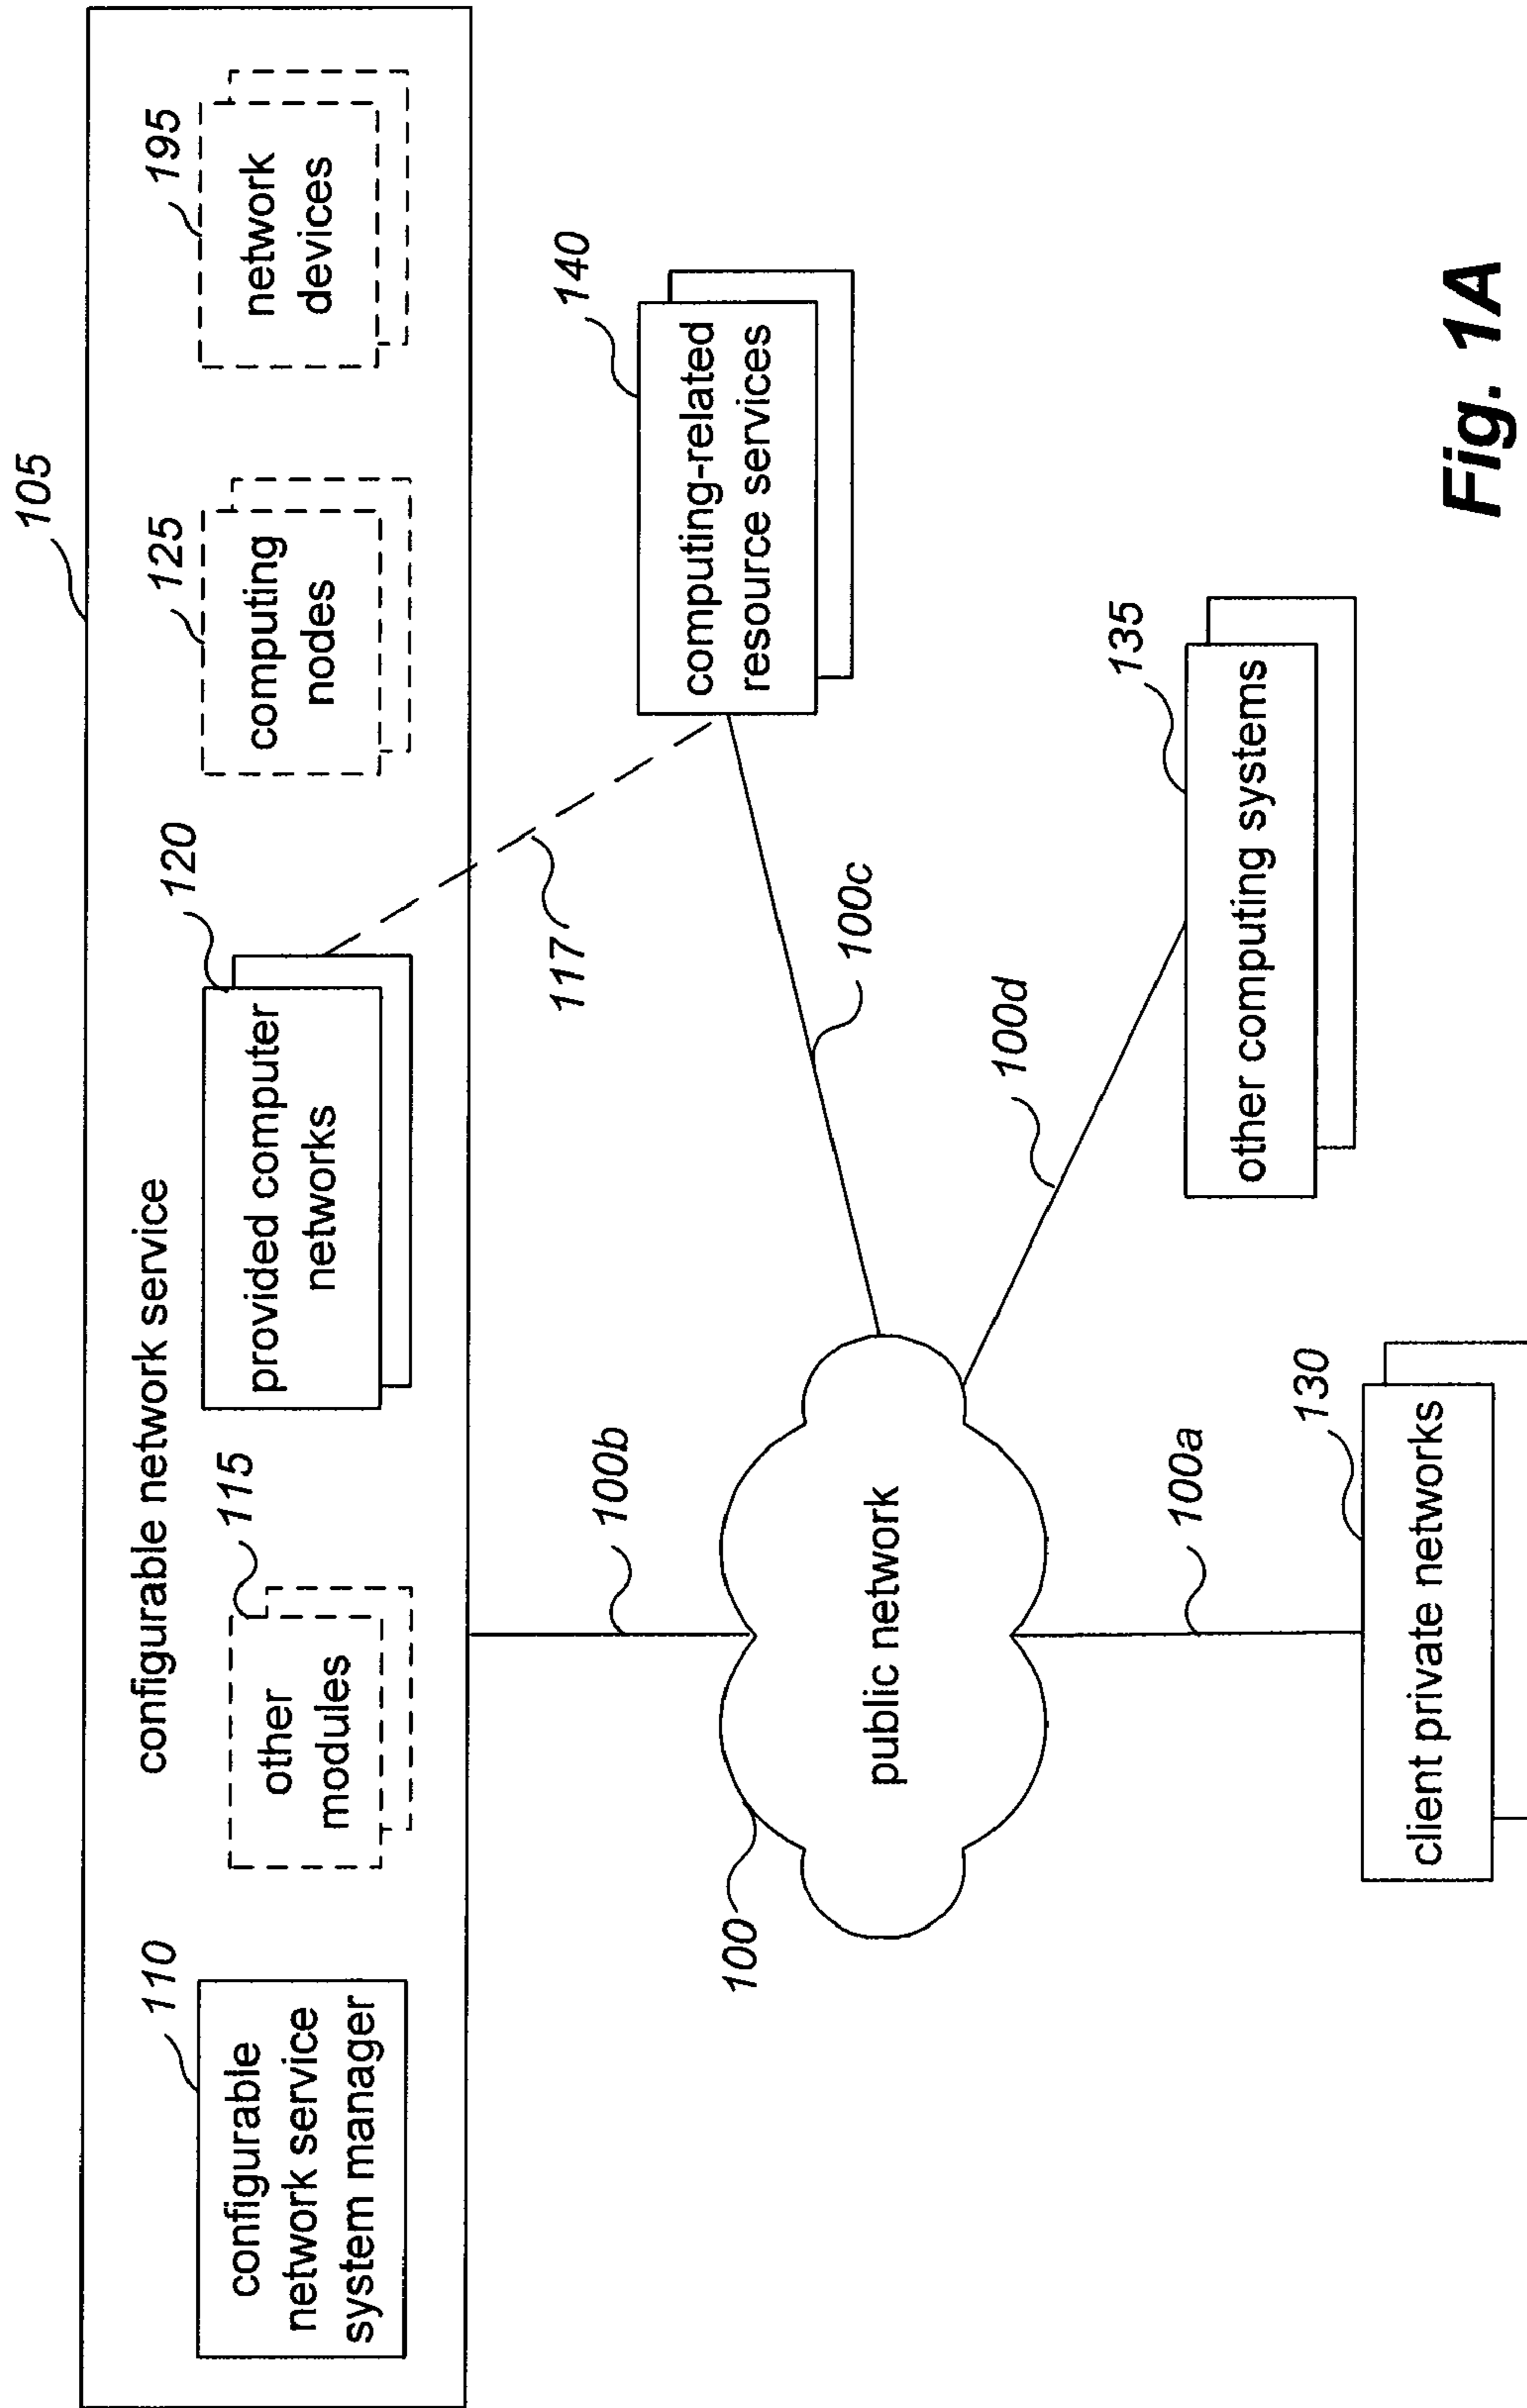 105
configurable network service
110
configurable
network service
system manager
115
other
modules
120
provided computer
networks
125
computing
nodes
195
network
devices
117
100b
140
computing-related
resource services
100
public network
100c
100d
135
other computing systems
100a
130
client private networks
Fig. 1A